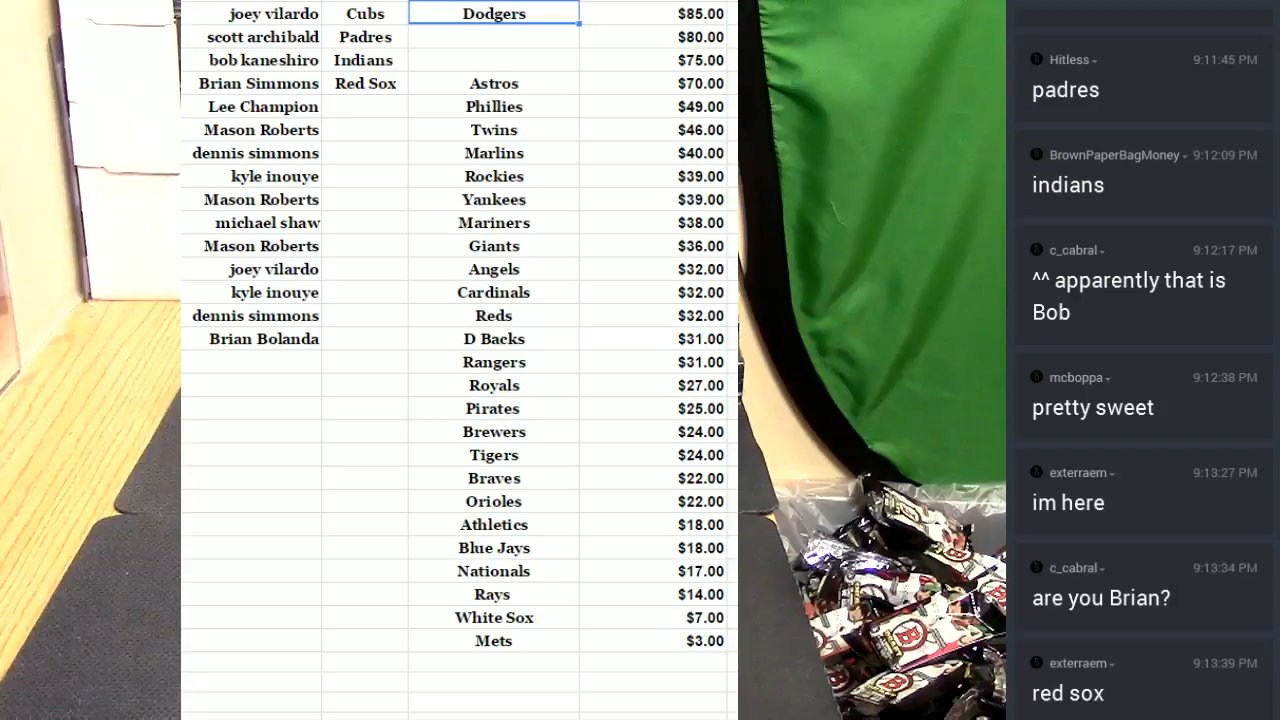 joey vilardo Cubs Dodgers $85.00
scott archibald Padres $80.00
bob kaneshiro Indians $75.00
Brian Simmons Red Sox Astros $70.00
Lee Champion Phillies $49.00
Mason Roberts Twins $46.00
dennis simmons Marlins $40.00
kyle inouye Rockies $39.00
Mason Roberts Yankees $39.00
michael shaw Mariners $38.00
Mason Roberts Giants $36.00
joey vilardo Angels $32.00
kyle inouye Cardinals $32.00
dennis simmons Reds $32.00
Brian Bolanda D Backs $31.00
Rangers $31.00
Royals $27.00
Pirates $25.00
Brewers $24.00
Tigers $24.00
Braves $22.00
Orioles $22.00
Athletics $18.00
Blue Jays $18.00
Nationals $17.00
Rays $14.00
White Sox $7.00
Mets $3.00
Hitless 9:11:45 PM
padres
BrownPaperBagMoney 9:12:09 PM
indians
c_cabral 9:12:17 PM
^^ apparently that is
Bob
mcboppa 9:12:38 PM
pretty sweet
exterraem 9:13:27 PM
im here
c_cabral 9:13:34 PM
are you Brian?
exterraem 9:13:39 PM
red sox